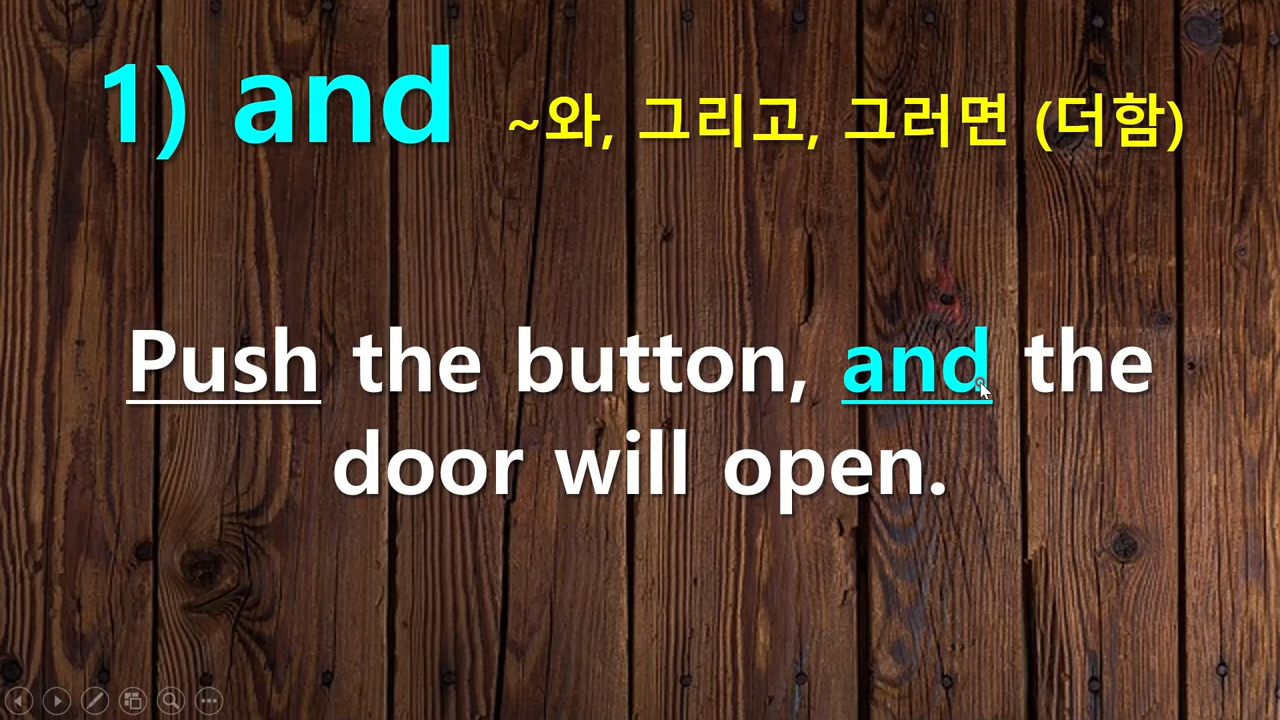 1) and ~와, 그리고, 그러면 (더함)
Push the button, and the
door will open.